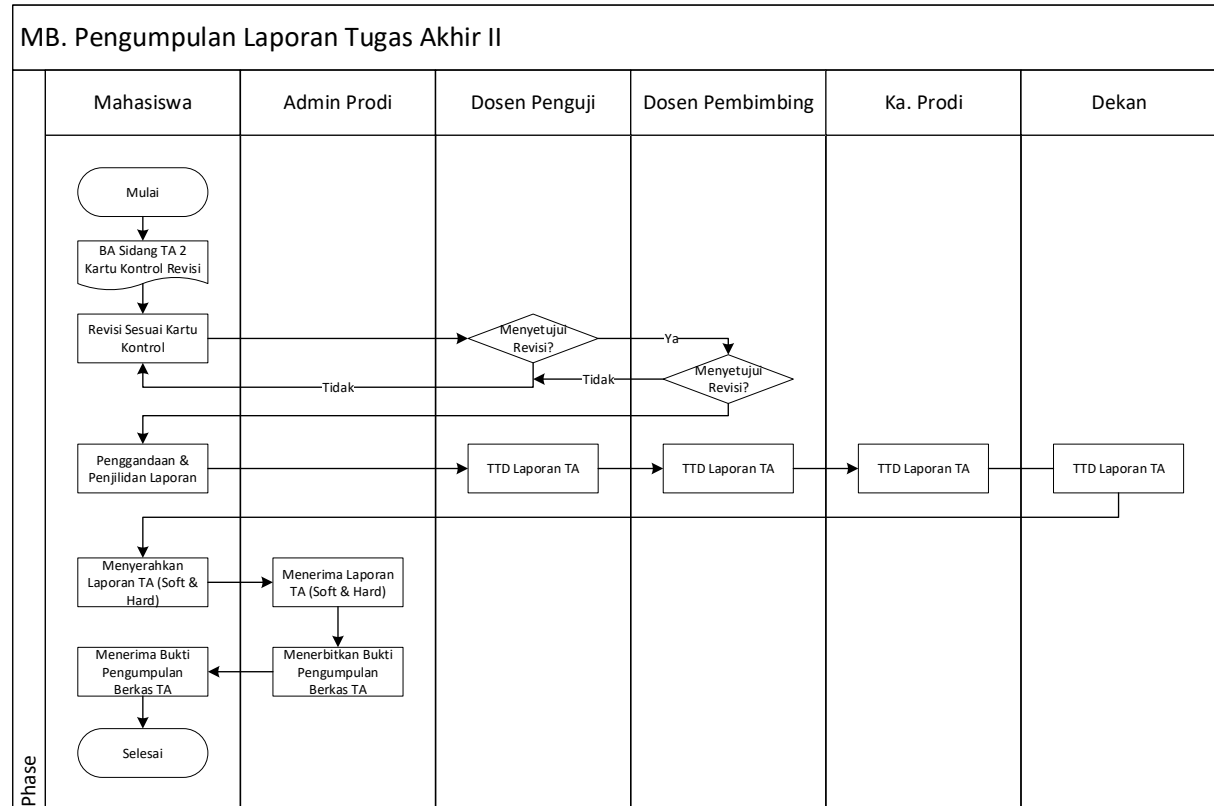 MB. Pengumpulan Laporan Tugas Akhir II
Mahasiswa
Admin Prodi
Dosen Penguji
Dosen Pembimbing
Ka. Prodi
Dekan
Mulai
BA Sidang TA 2
Kartu Kontrol Revisi
Revisi Sesuai Kartu
Kontrol
Menyetujui
Revisi?
Ya
Menyetujui
Revisi?
Tidak
Tidak
Penggandaan &
Penjilidan Laporan
TTD Laporan TA
TTD Laporan TA
TTD Laporan TA
TTD Laporan TA
Menyerahkan
Laporan TA (Soft &
Hard)
Menerima Laporan
TA (Soft & Hard)
Menerima Bukti
Pengumpulan
Berkas TA
Menerbitkan Bukti
Pengumpulan
Berkas TA
Selesai
Phase